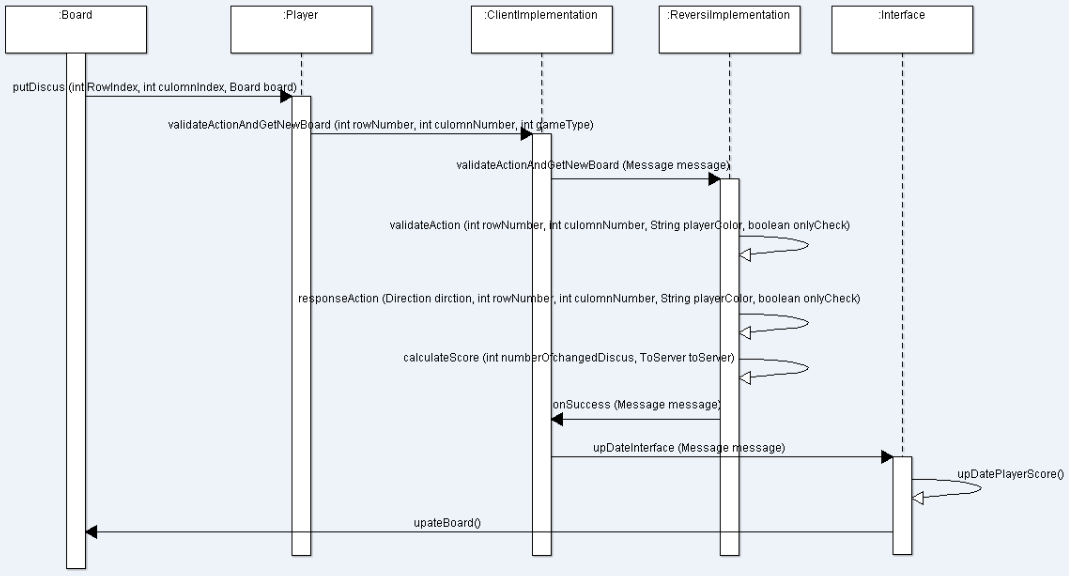 :Board
:Player
:ClientImplementation
:ReversiImplementation
:Interface
putDiscus (int RowIndex, int culomnIndex, Board board)
validateActionAndGetNewBoard (int rowNumber, int culomnNumber, int gameType)
validateActionAndGetNewBoard (Message message)
validateAction (int rowNumber, int culomnNumber, String playerColor, boolean onlyCheck)
responseAction (Direction dirction, int rowNumber, int culomnNumber, String playerColor, boolean onlyCheck)
calculateScore (int numberOfchangedDiscus, ToServer toServer)
onSuccess (Message message)
upDateInterface (Message message)
upDatePlayerScore()
upateBoard()